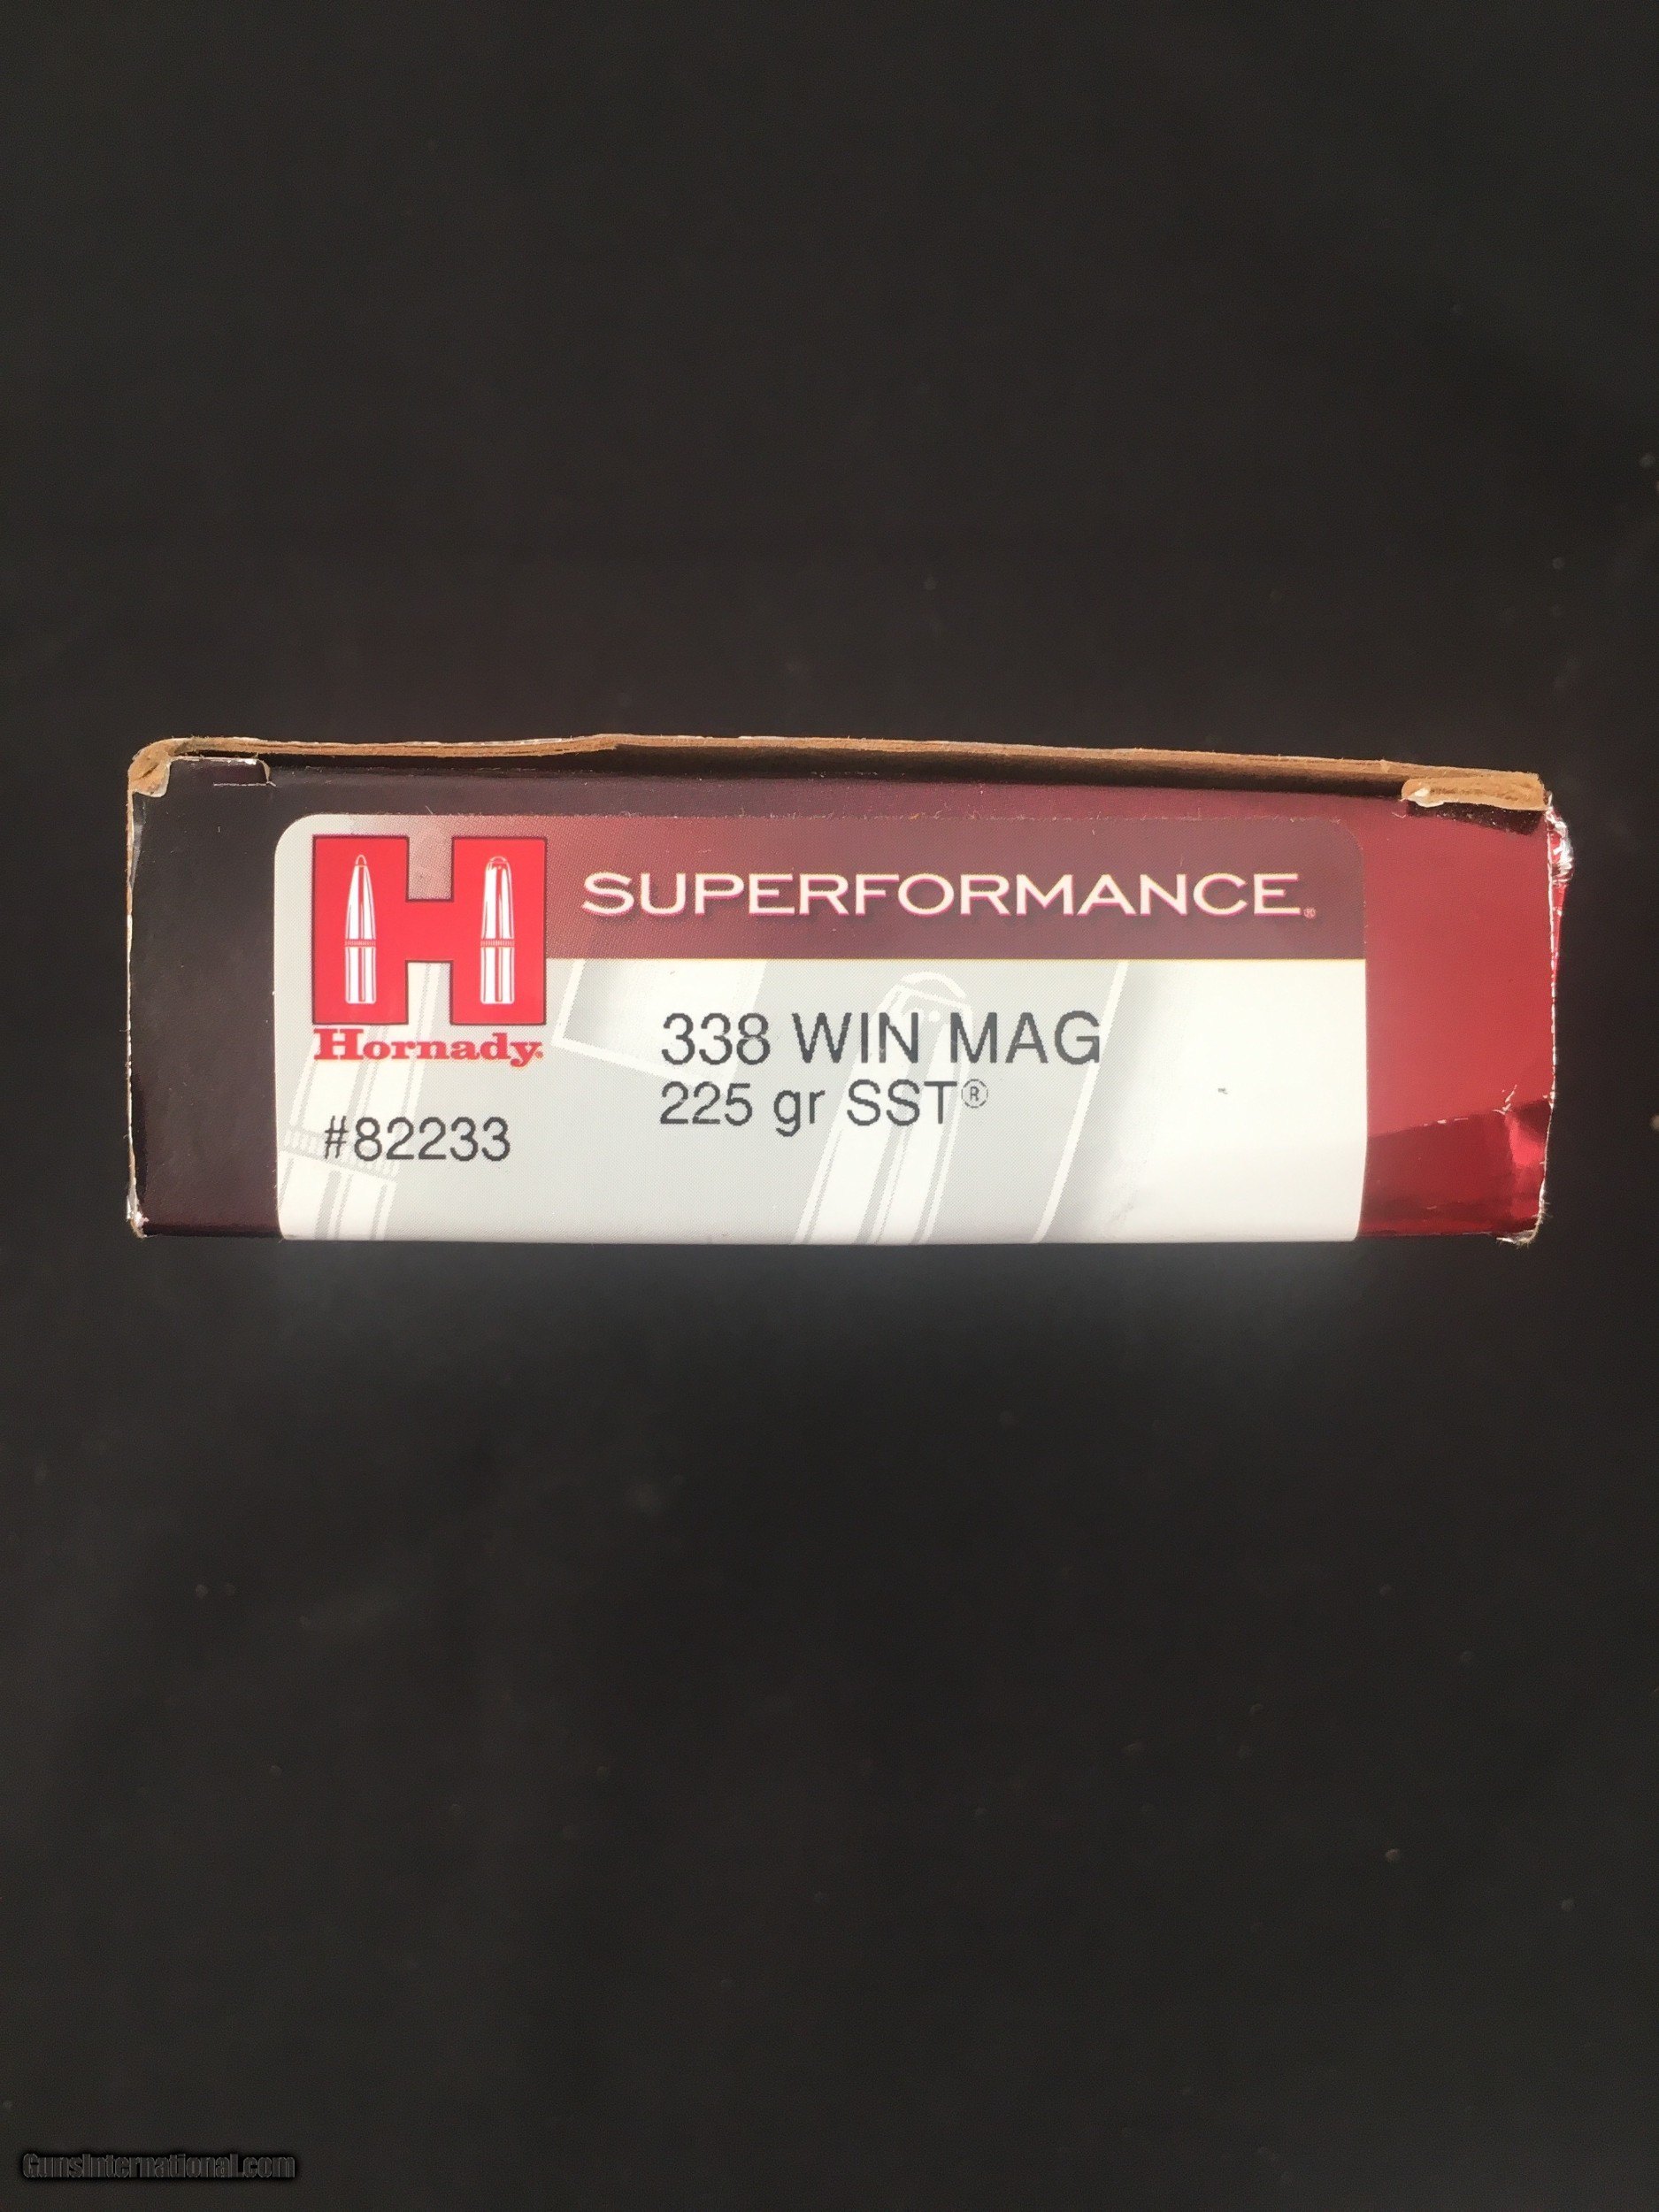 SUPERFORMANCE®
Hornady®
338 WIN MAG
225 gr SST®
#82233
GunsInternational.com